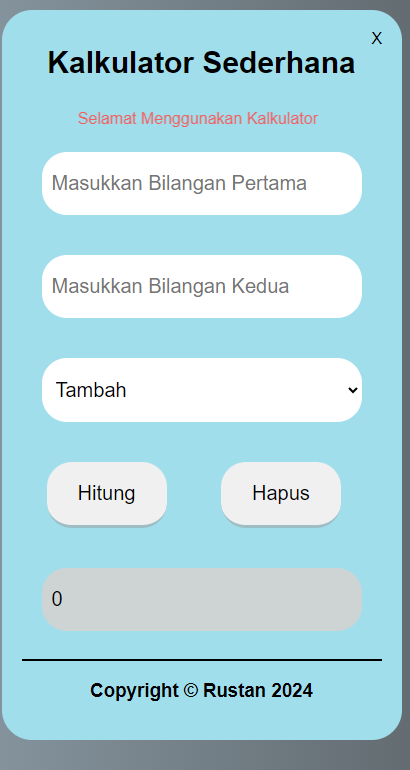 X
Kalkulator Sederhana
Selamat Menggunakan Kalkulator
Masukkan Bilangan Pertama
Masukkan Bilangan Kedua
Tambah
Hitung Hapus
0
Copyright © Rustan 2024